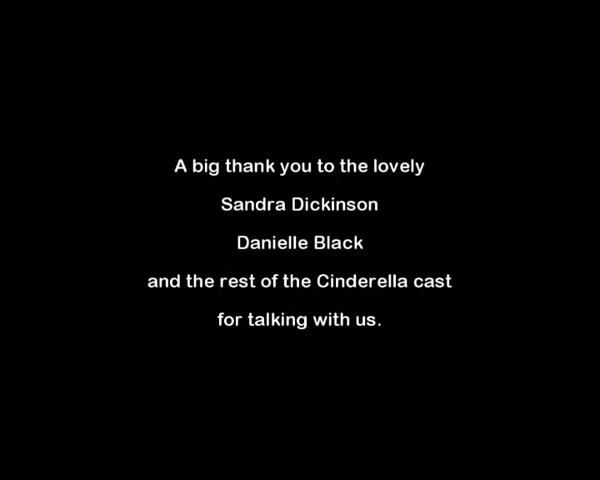 A big thank you to the lovely
Sandra Dickinson
Danielle Black
and the rest of the Cinderella cast
for talking with us.